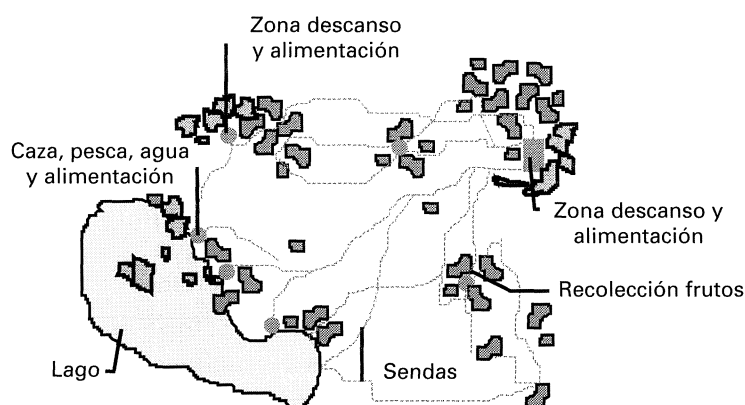 Zona descanso
y alimentación
Caza, pesca, agua
y alimentación
Zona descanso y
alimentación
Recolección frutos
Lago
Sendas